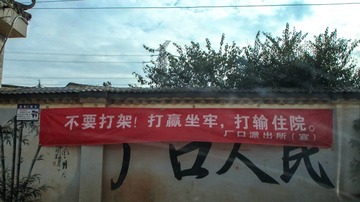 不要打架！打赢坐牢，打输住院。
厂口派出所（宣）
厂口人民